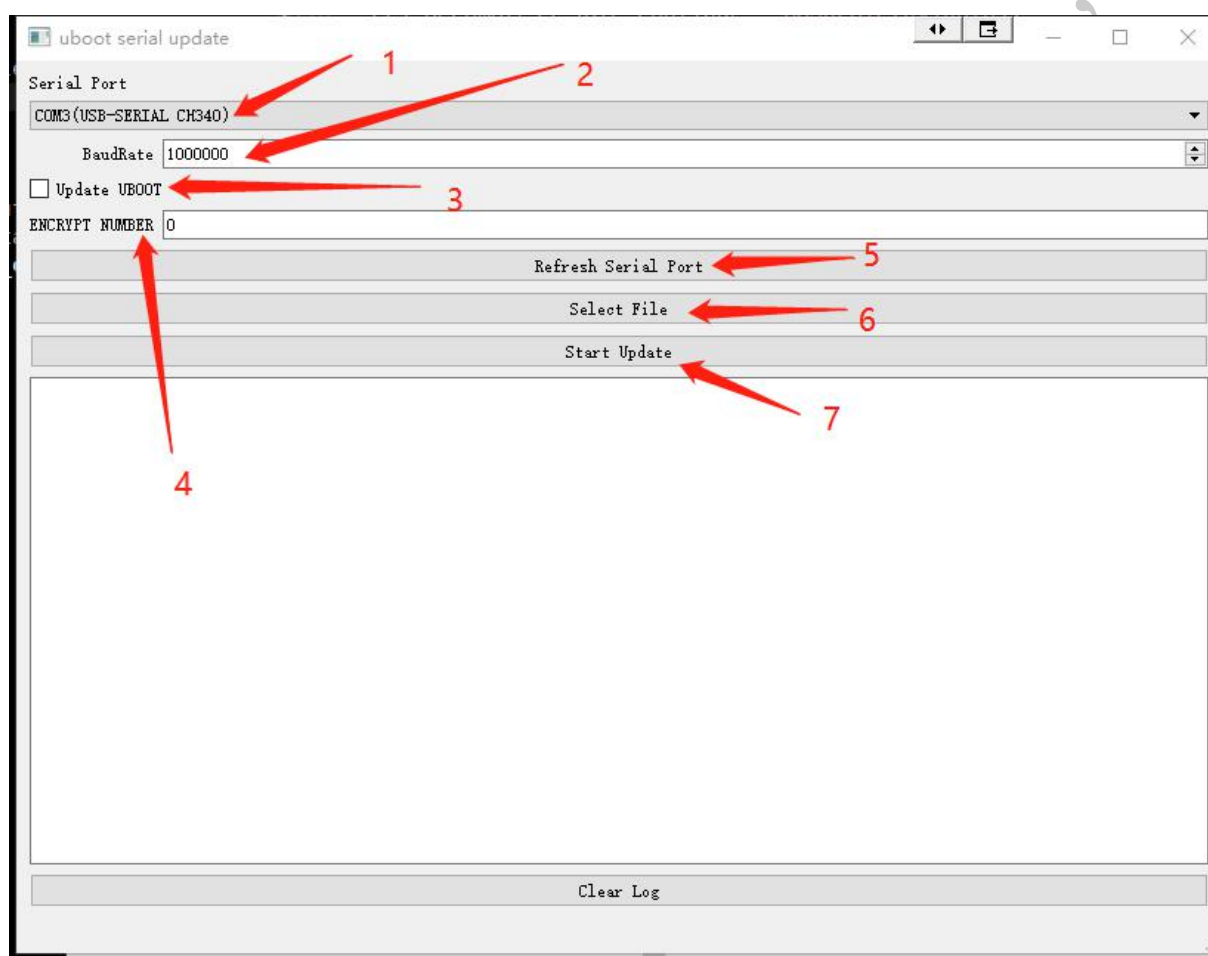 uboot serial update
1
2
Serial Port
COM3(USB-SERIAL CH340)
BaudRate 1000000
Update UBOOT
3
ENCRYPT NUMBER 0
Refresh Serial Port 5
Select File 6
Start Update
7
4
Clear Log